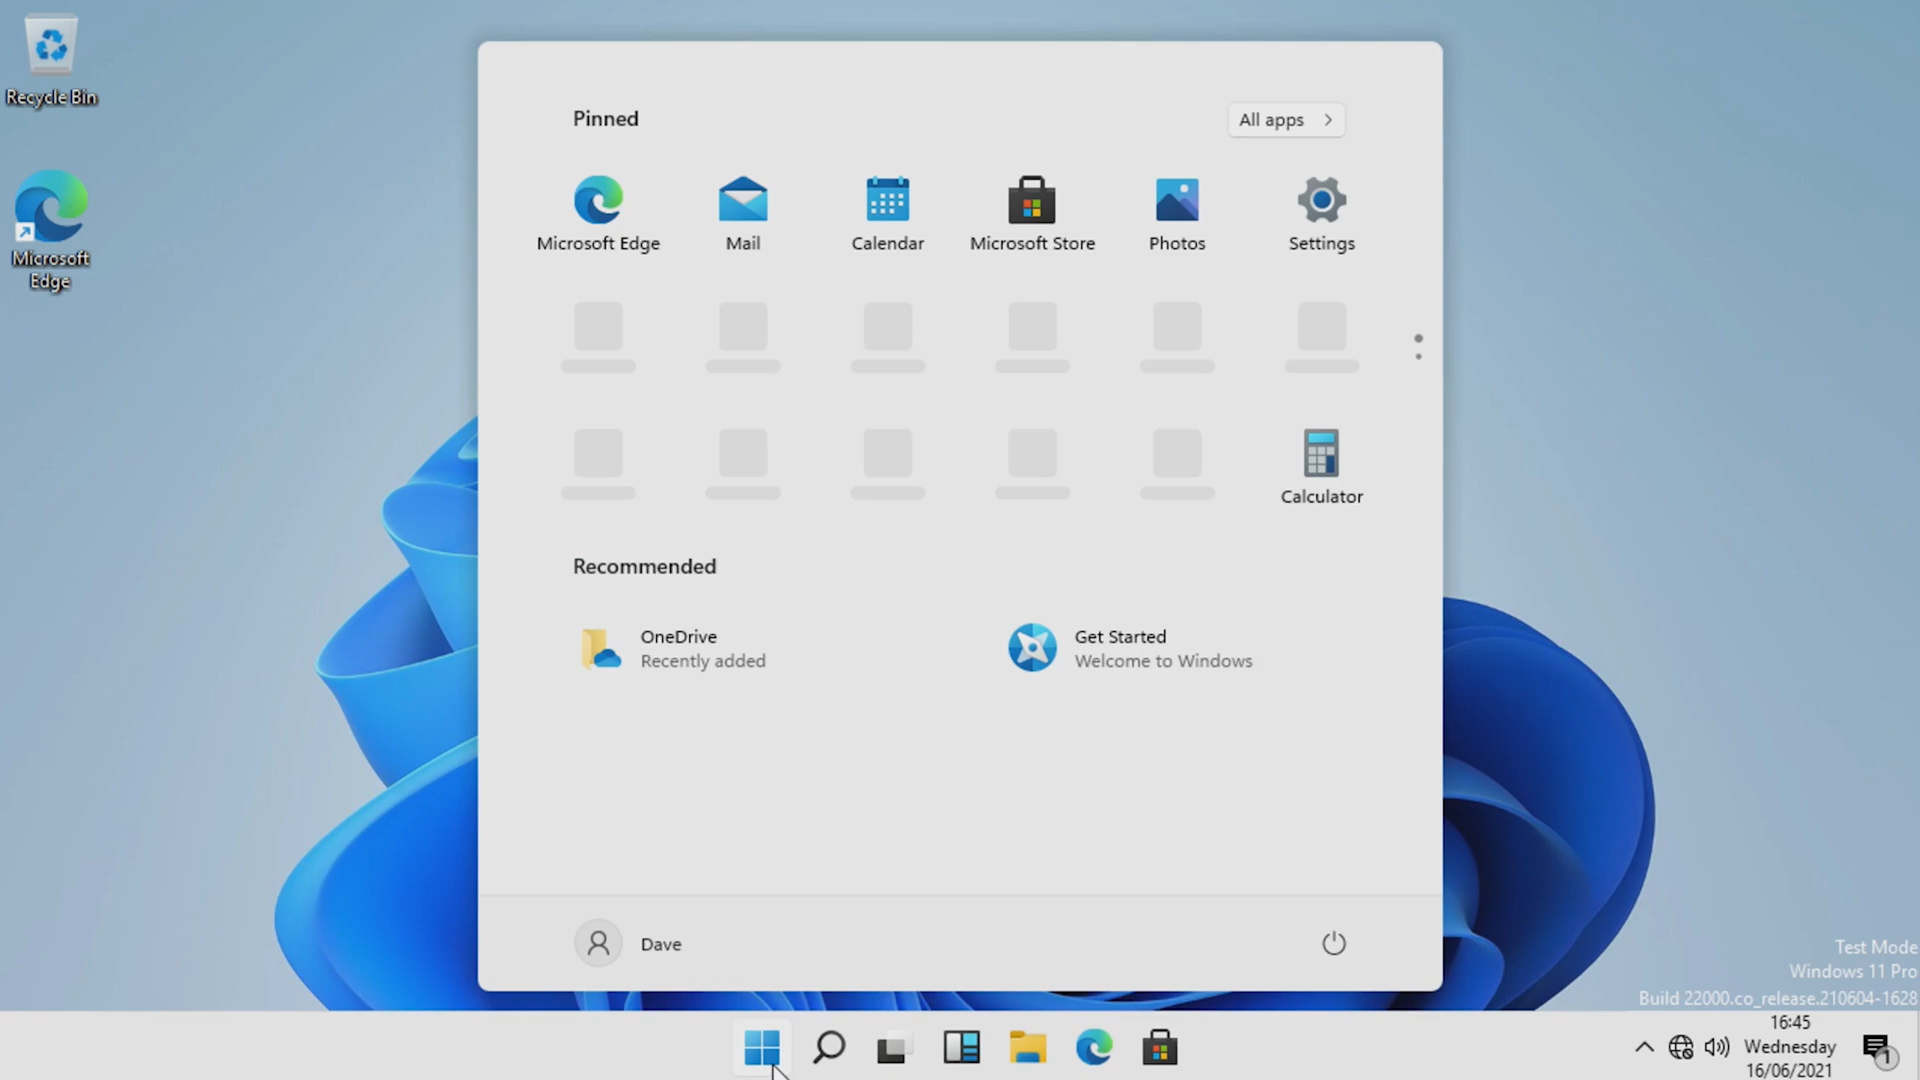 Recycle Bin
Microsoft
Edge
Pinned
All apps
Microsoft Edge
Mail
Calendar
Microsoft Store
Photos
Settings
Calculator
Recommended
OneDrive
Recently added
Get Started
Welcome to Windows
Dave
Test Mode
Windows 11 Pro
Build 22000.co_release.210604-1628
16:45
Wednesday
16/06/2021
1